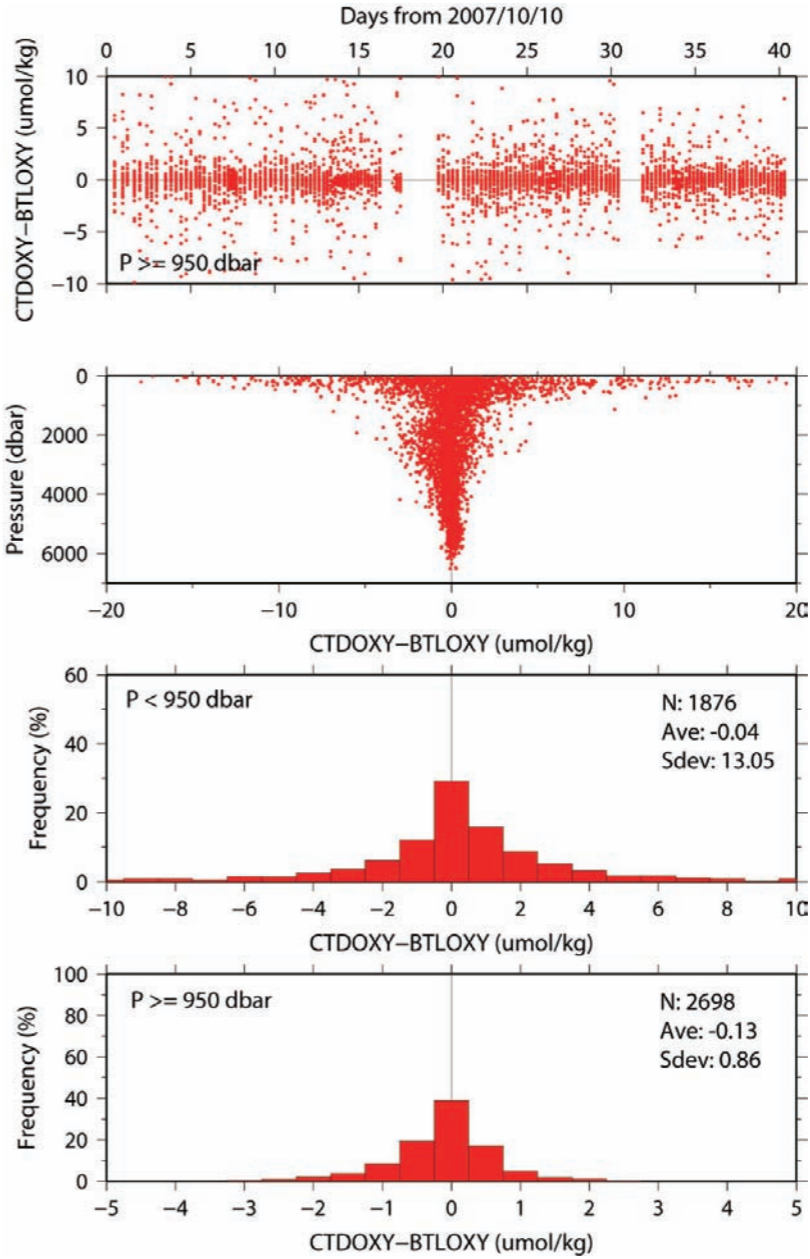 Days from 2007/10/10
0 5 10 15 20 25 30 35 40
CTDOXY−BTLOXY (umol/kg)
10
5
0
−5
−10
P >= 950 dbar
Pressure (dbar)
0
2000
4000
6000
−20 −10 0 10 20
CTDOXY−BTLOXY (umol/kg)
Frequency (%)
60
40
20
0
P < 950 dbar
N: 1876
Ave: -0.04
Sdev: 13.05
−10 −8 −6 −4 −2 0 2 4 6 8 10
CTDOXY−BTLOXY (umol/kg)
Frequency (%)
100
80
60
40
20
0
P >= 950 dbar
N: 2698
Ave: -0.13
Sdev: 0.86
−5 −4 −3 −2 −1 0 1 2 3 4 5
CTDOXY−BTLOXY (umol/kg)